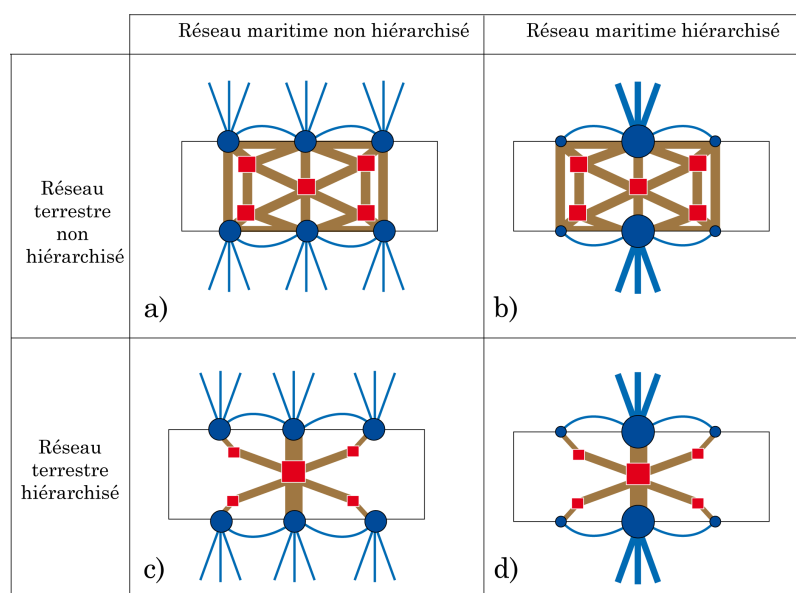 Réseau maritime non hiérarchisé
Réseau maritime hiérarchisé
Réseau
terrestre
non
hiérarchisé
a)
b)
Réseau
terrestre
hiérarchisé
c)
d)